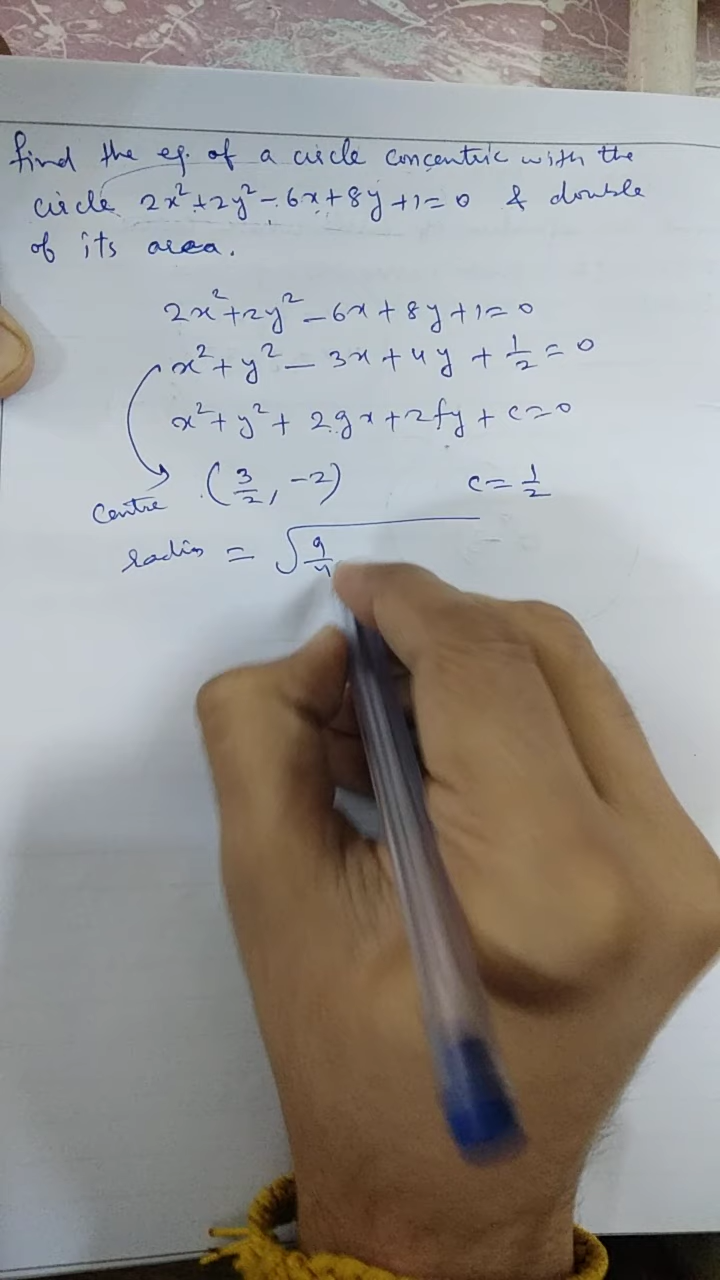 find the eq. of a circle concentric with the
circle 2x²+2y²-6x+8y+1=0 & double
of its area.
2x²+2y²-6x+8y+1=0
x²+y²-3x+4y+1/2=0
x²+y²+2gx+2fy+c=0
Centre (3/2, -2) c=1/2
radius = √9/4